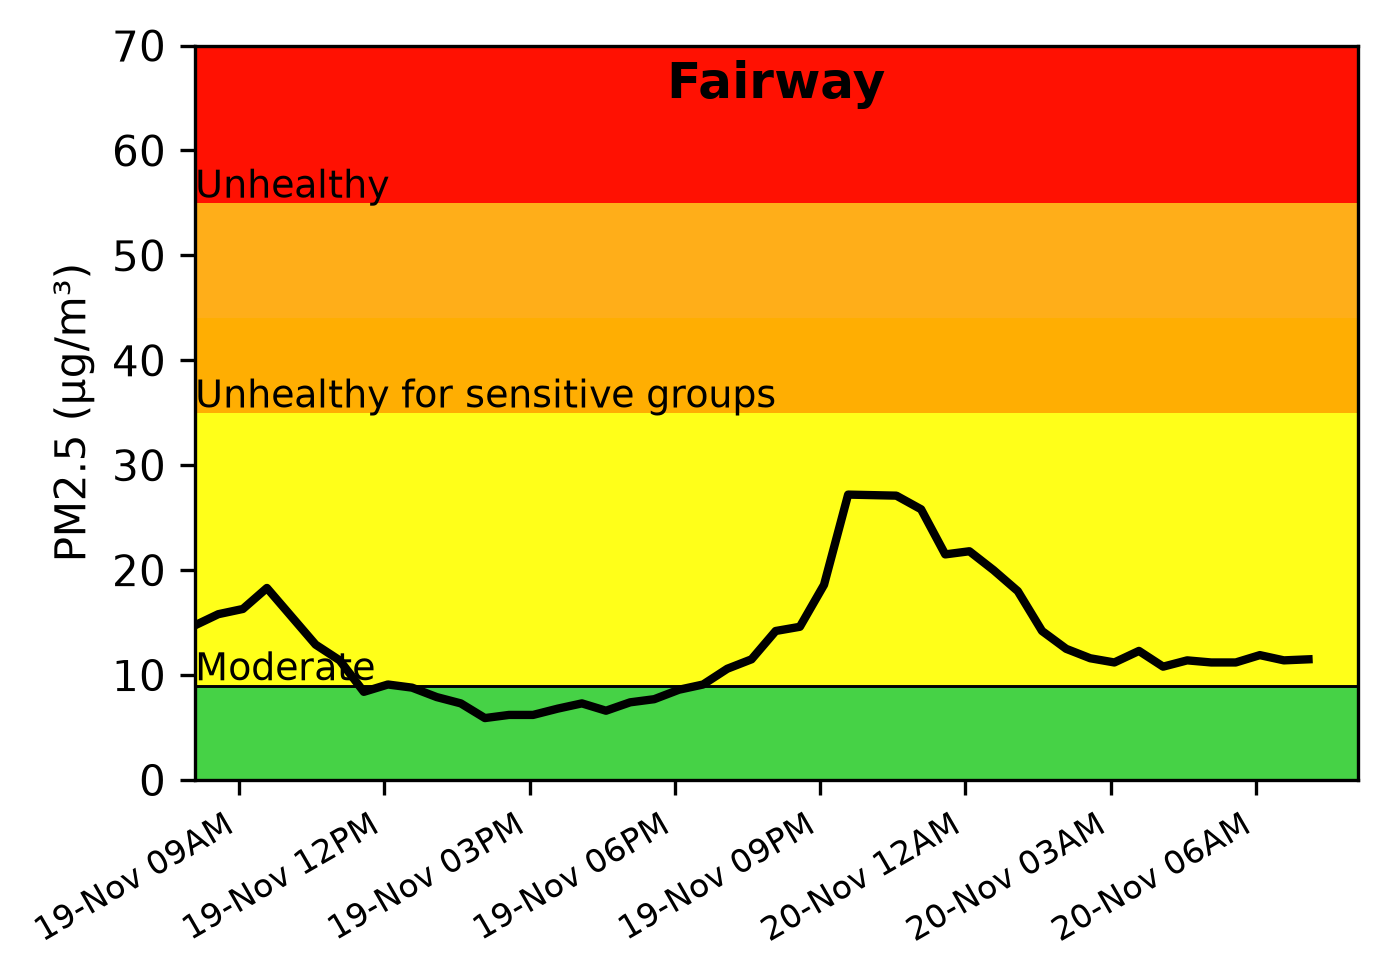 Fairway
70
60
50
40
30
20
10
0
PM2.5 (µg/m³)
Unhealthy
Unhealthy for sensitive groups
Moderate
19-Nov 09AM
19-Nov 12PM
19-Nov 03PM
19-Nov 06PM
19-Nov 09PM
20-Nov 12AM
20-Nov 03AM
20-Nov 06AM